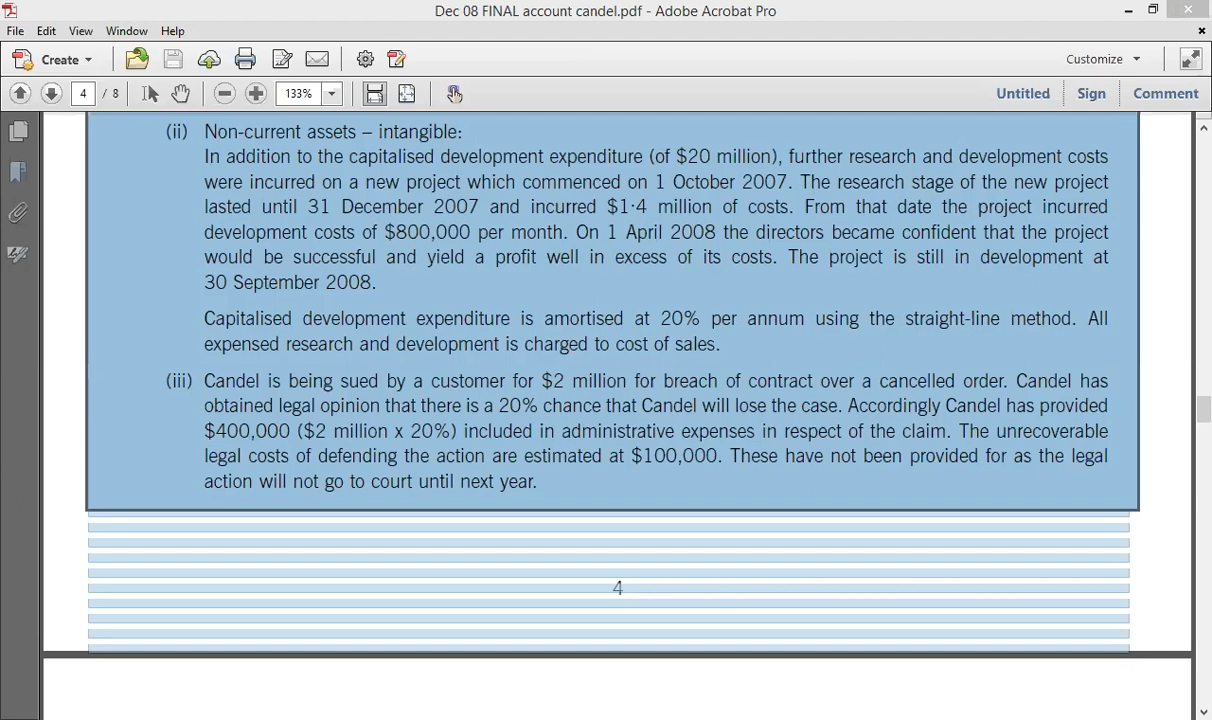 Dec 08 FINAL account candel.pdf - Adobe Acrobat Pro
File Edit View Window Help
Create Customize
4 / 8 133% Untitled Sign Comment
(ii) Non-current assets – intangible:
In addition to the capitalised development expenditure (of $20 million), further research and development costs
were incurred on a new project which commenced on 1 October 2007. The research stage of the new project
lasted until 31 December 2007 and incurred $1·4 million of costs. From that date the project incurred
development costs of $800,000 per month. On 1 April 2008 the directors became confident that the project
would be successful and yield a profit well in excess of its costs. The project is still in development at
30 September 2008.
Capitalised development expenditure is amortised at 20% per annum using the straight-line method. All
expensed research and development is charged to cost of sales.
(iii) Candel is being sued by a customer for $2 million for breach of contract over a cancelled order. Candel has
obtained legal opinion that there is a 20% chance that Candel will lose the case. Accordingly Candel has provided
$400,000 ($2 million x 20%) included in administrative expenses in respect of the claim. The unrecoverable
legal costs of defending the action are estimated at $100,000. These have not been provided for as the legal
action will not go to court until next year.
4